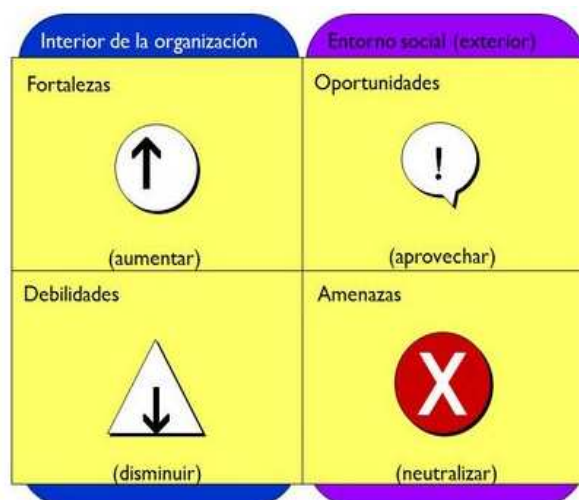 Interior de la organización
Entorno social (exterior)
Fortalezas
Oportunidades
!
(aumentar)
(aprovechar)
Debilidades
Amenazas
X
(disminuir)
(neutralizar)